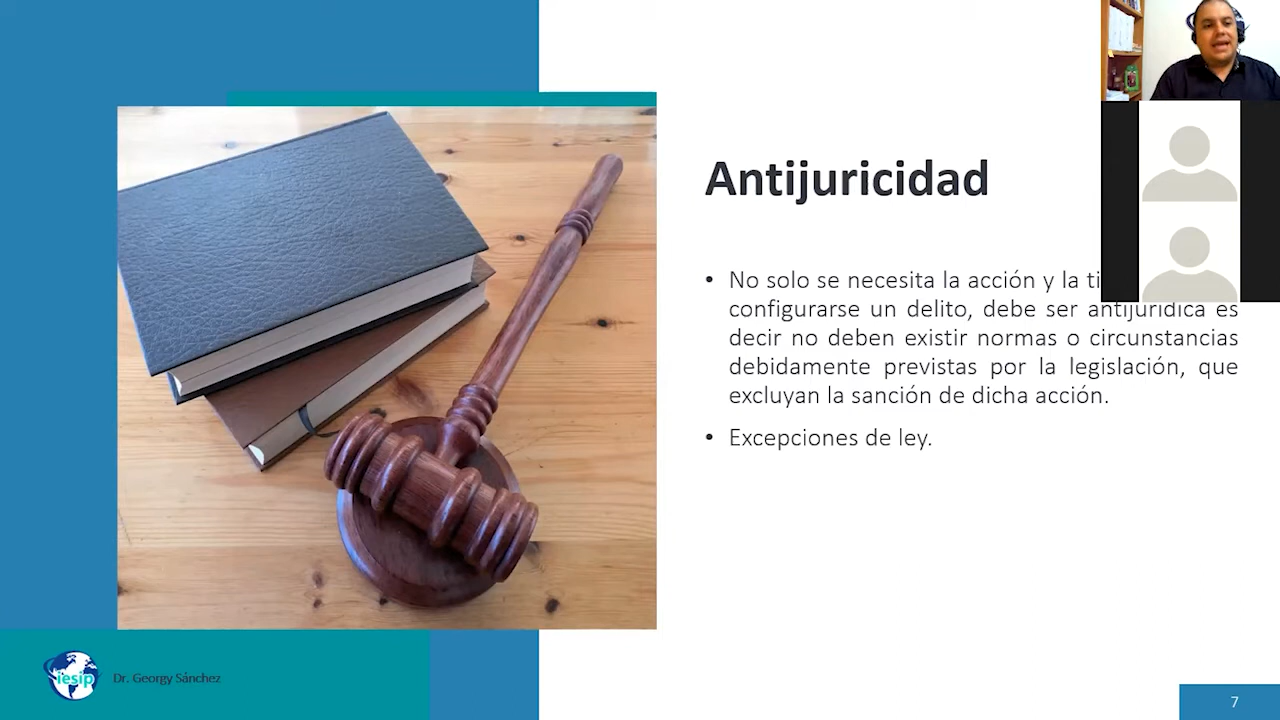 Antijuricidad
• No solo se necesita la acción y la
configurarse un delito, debe ser antijurídica es
decir no deben existir normas o circunstancias
debidamente previstas por la legislación, que
excluyan la sanción de dicha acción.
• Excepciones de ley.
iesip
Dr. Georgy Sánchez
7